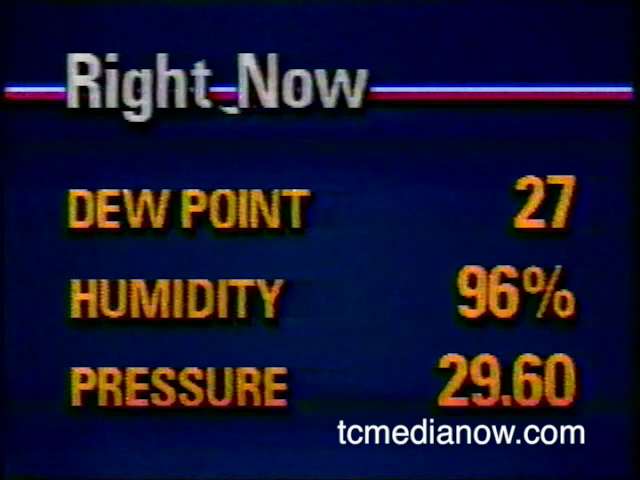 Right Now
DEW POINT 27
HUMIDITY 96%
PRESSURE 29.60
tcmedianow.com